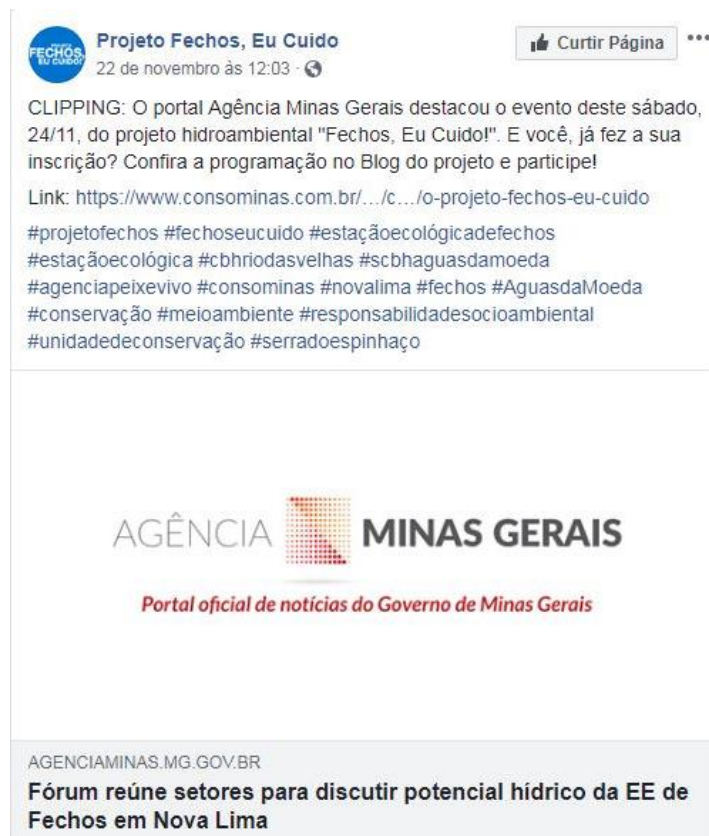 FECHOS,
EU CUIDO!
Projeto Fechos, Eu Cuido
Curtir Página
22 de novembro às 12:03 ·
CLIPPING: O portal Agência Minas Gerais destacou o evento deste sábado,
24/11, do projeto hidroambiental "Fechos, Eu Cuido!". E você, já fez a sua
inscrição? Confira a programação no Blog do projeto e participe!
Link: https://www.consominas.com.br/.../c.../o-projeto-fechos-eu-cuido
#projetofechos #fechoseucuido #estaçãoecológicadefechos
#estaçãoecológica #cbhriodasvelhas #scbhaguasdamoeda
#agenciapeixevivo #consominas #novalima #fechos #AguasdaMoeda
#conservação #meioambiente #responsabilidadesocioambiental
#unidadedeconservação #serradoespinhaço
AGÊNCIA MINAS GERAIS
Portal oficial de notícias do Governo de Minas Gerais
AGENCIAMINAS.MG.GOV.BR
Fórum reúne setores para discutir potencial hídrico da EE de
Fechos em Nova Lima